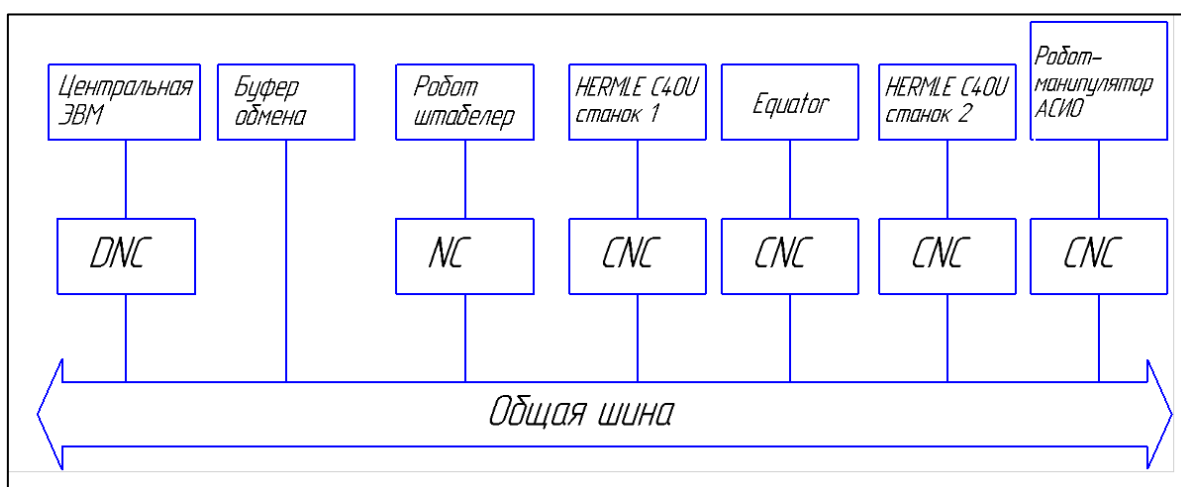 Центральная
ЭВМ
Буфер
обмена
Робот
штабелер
HERMLE C40U
станок 1
Equator
HERMLE C40U
станок 2
Робот-
манипулятор
АСИО
DNC
NC
CNC
CNC
CNC
CNC
Общая шина